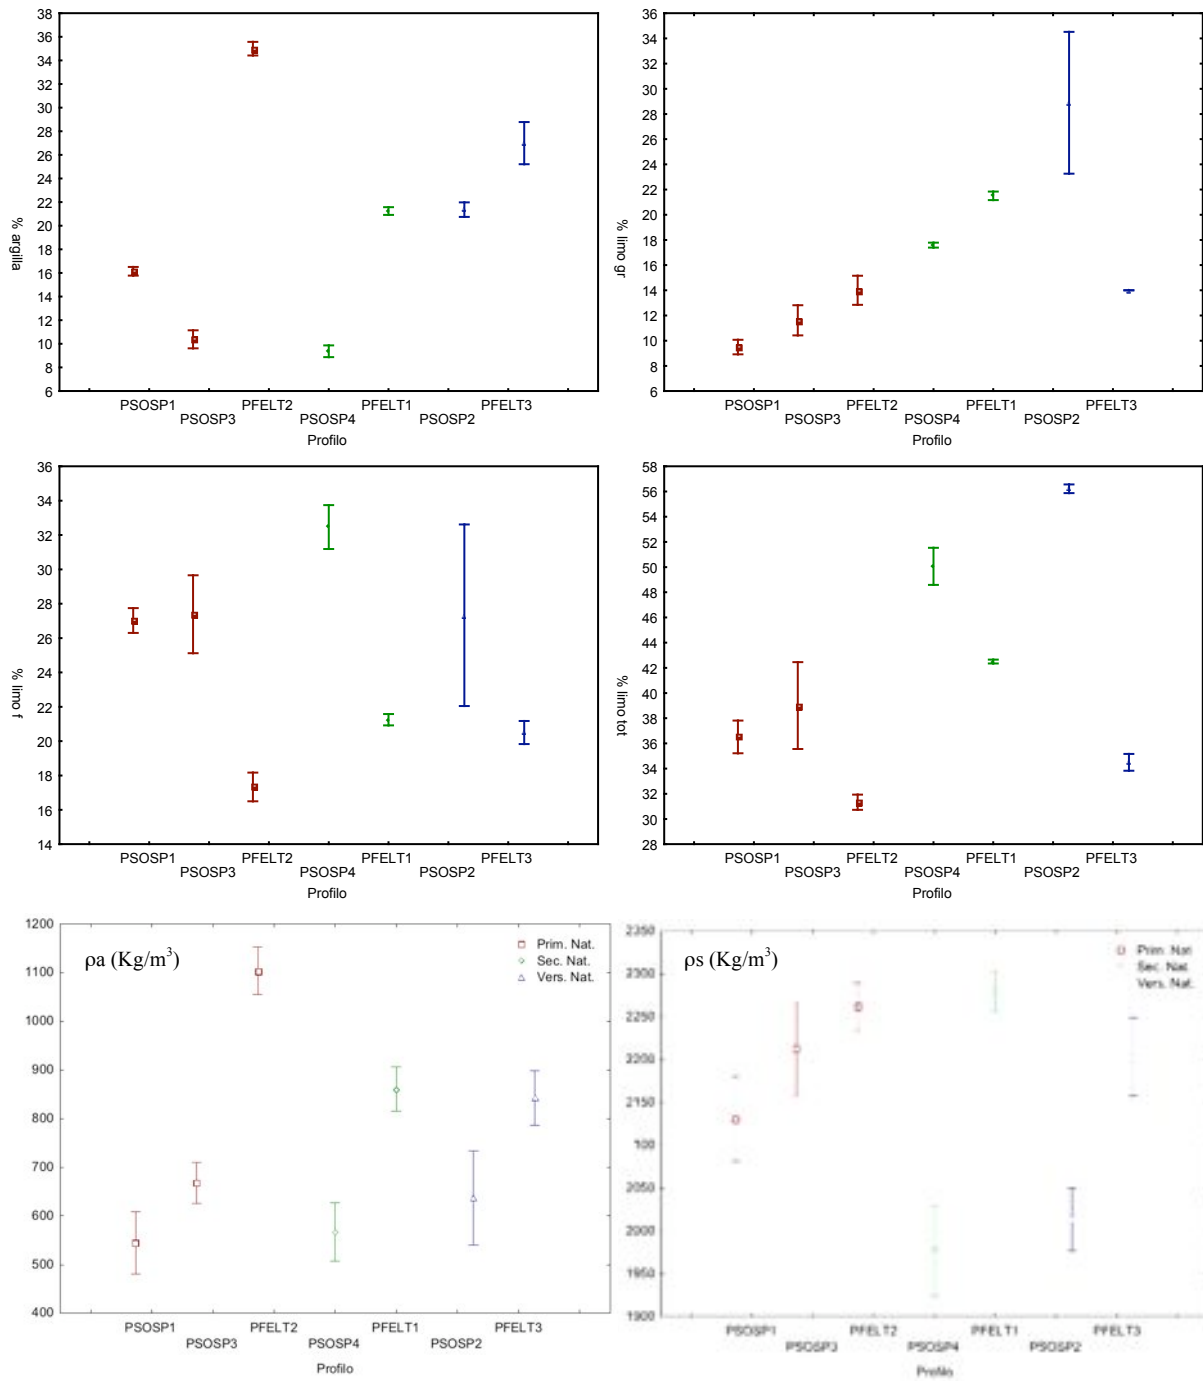 38
36
34
32
30
28
26
24
22
20
18
16
14
12
10
8
6
% argilla
PSOSP1 PFELT2 PFELT1 PFELT3
PSOSP3 PSOSP4 PSOSP2
Profilo
36
34
32
30
28
26
24
22
20
18
16
14
12
10
8
6
% limo gr
PSOSP1 PFELT2 PFELT1 PFELT3
PSOSP3 PSOSP4 PSOSP2
Profilo
36
34
32
30
28
26
24
22
20
18
16
14
% limo f
PSOSP1 PFELT2 PFELT1 PFELT3
PSOSP3 PSOSP4 PSOSP2
Profilo
58
56
54
52
50
48
46
44
42
40
38
36
34
32
30
28
% limo tot
PSOSP1 PFELT2 PFELT1 PFELT3
PSOSP3 PSOSP4 PSOSP2
Profilo
ρa (Kg/m³)
Prim. Nat.
Sec. Nat.
Vers. Nat.
1200
1100
1000
900
800
700
600
500
400
PSOSP1 PFELT2 PFELT1 PFELT3
PSOSP3 PSOSP4 PSOSP2
Profilo
ρs (Kg/m³)
Prim. Nat
Sec. Nat.
Vers. Nat.
2350
2300
2250
2200
2150
2100
2050
2000
1950
1900
PSOSP1 PFELT2 PFELT1 PFELT3
PSOSP3 PSOSP4 PSOSP2
Profilo